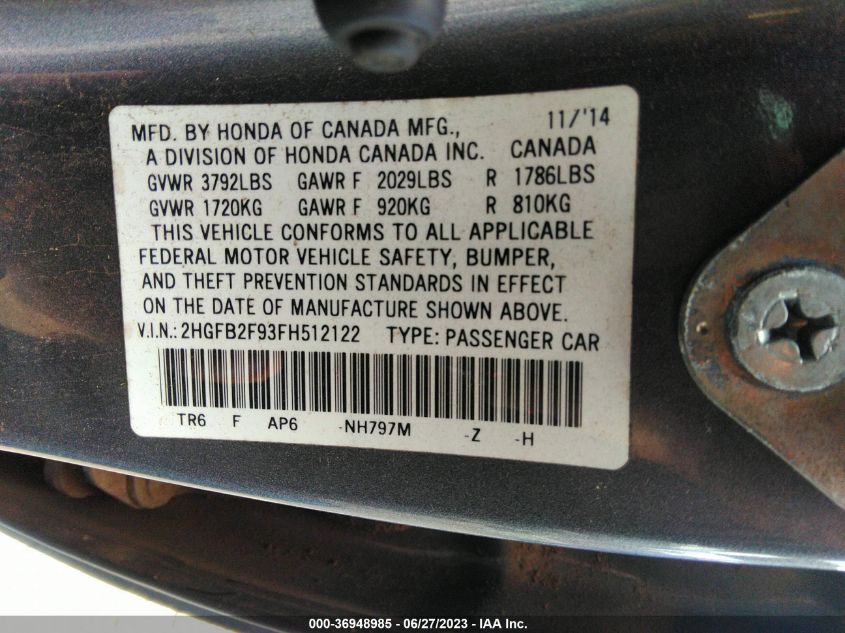 MFD. BY HONDA OF CANADA MFG., 11/'14
A DIVISION OF HONDA CANADA INC. CANADA
GVWR 3792LBS GAWR F 2029LBS R 1786LBS
GVWR 1720KG GAWR F 920KG R 810KG
THIS VEHICLE CONFORMS TO ALL APPLICABLE
FEDERAL MOTOR VEHICLE SAFETY, BUMPER,
AND THEFT PREVENTION STANDARDS IN EFFECT
ON THE DATE OF MANUFACTURE SHOWN ABOVE.
V.I.N.: 2HGFB2F93FH512122 TYPE: PASSENGER CAR
TR6 F AP6 -NH797M -Z -H
000-36948985 - 06/27/2023 - IAA Inc.